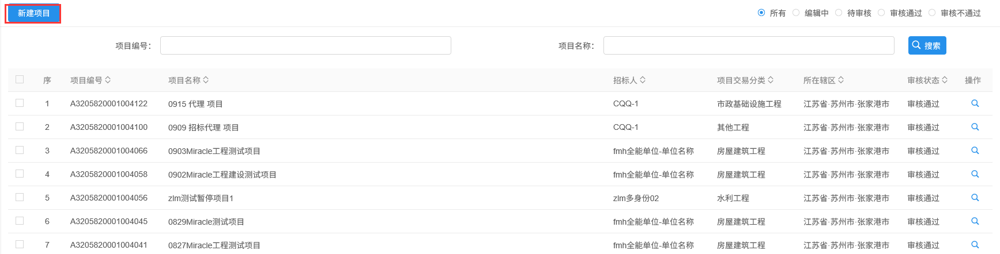 新建项目 所有 编辑中 待审核 审核通过 审核不通过
项目编号： 项目名称： 搜索
序 项目编号 项目名称 招标人 项目交易分类 所在辖区 审核状态 操作
1 A3205820001004122 0915 代理 项目 CQQ-1 市政基础设施工程 江苏省·苏州市·张家港市 审核通过
2 A3205820001004100 0909 招标代理 项目 CQQ-1 其他工程 江苏省·苏州市·张家港市 审核通过
3 A3205820001004066 0903Miracle工程测试项目 fmh全能单位-单位名称 房屋建筑工程 江苏省·苏州市·张家港市 审核通过
4 A3205820001004058 0902Miracle工程建设测试项目 fmh全能单位-单位名称 房屋建筑工程 江苏省·苏州市·张家港市 审核通过
5 A3205820001004056 zlm测试暂停项目1 zlm多身份02 水利工程 江苏省·苏州市·张家港市 审核通过
6 A3205820001004045 0829Miracle测试项目 fmh全能单位-单位名称 房屋建筑工程 江苏省·苏州市·张家港市 审核通过
7 A3205820001004041 0827Miracle工程测试项目 fmh全能单位-单位名称 房屋建筑工程 江苏省·苏州市·张家港市 审核通过